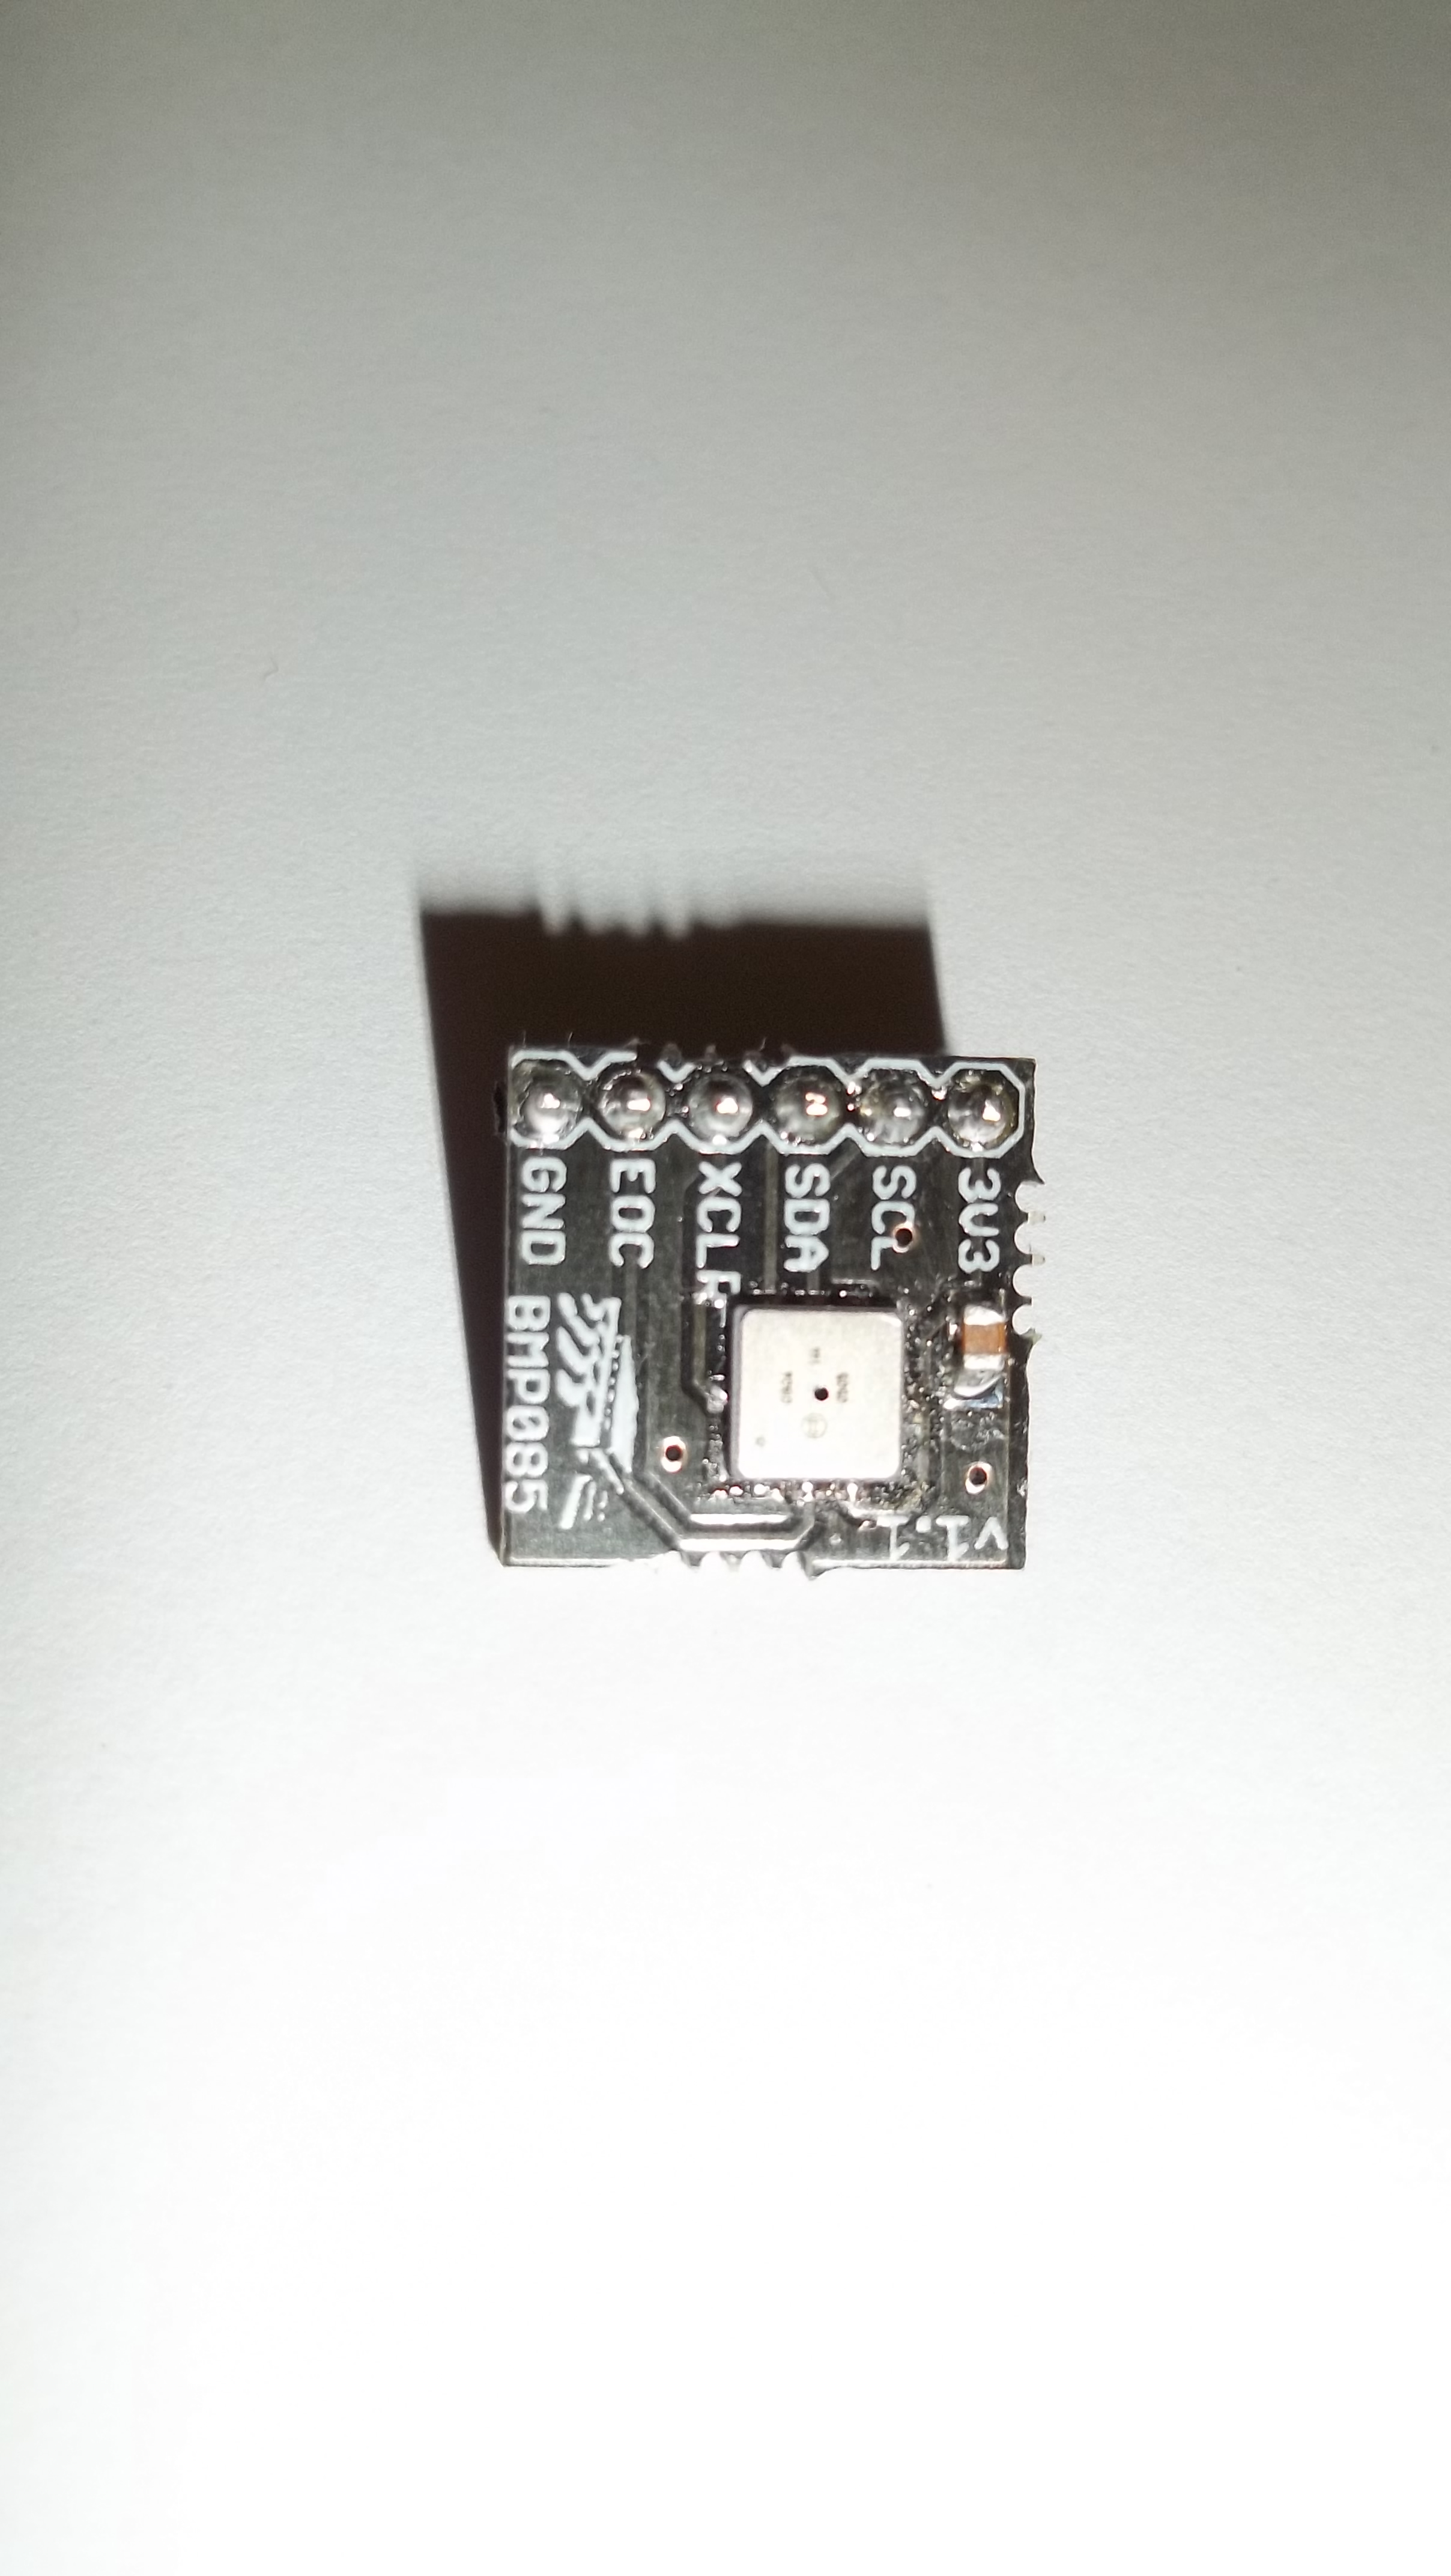 GND
EOC
XCLR
SDA
SCL
3V3
BMP085
v1.1